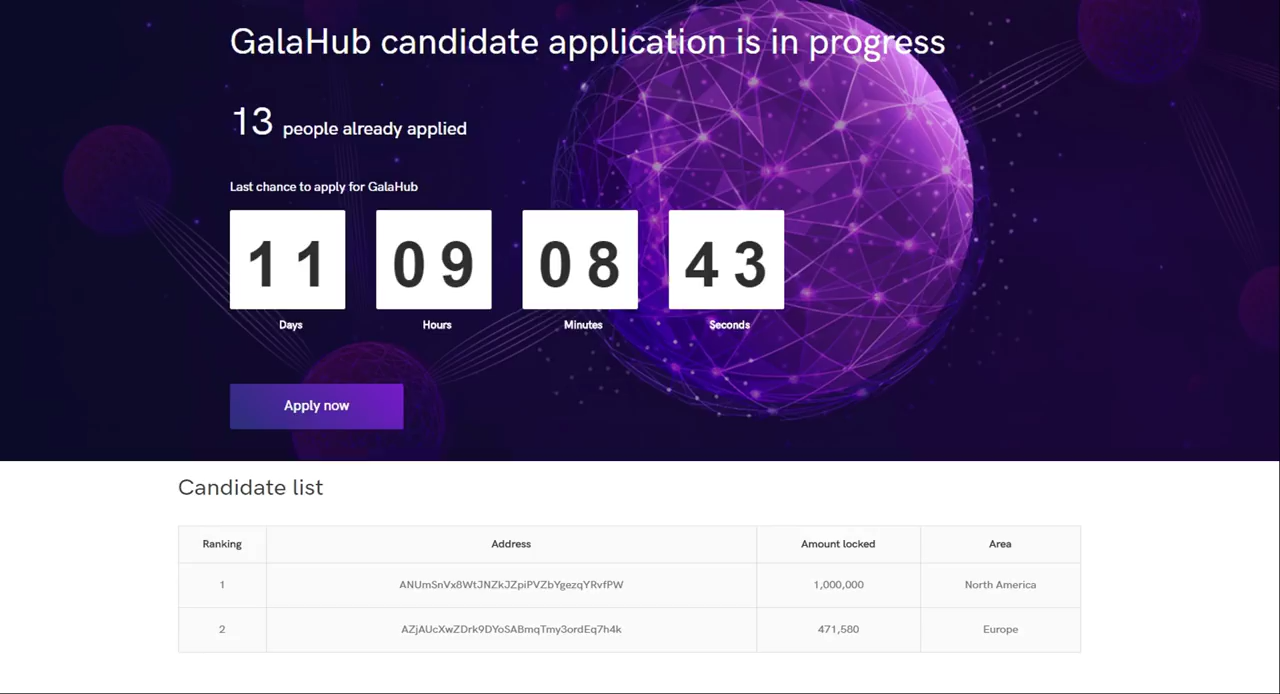 GalaHub candidate application is in progress
13 people already applied
Last chance to apply for GalaHub
11 09 08 43
Days Hours Minutes Seconds
Apply now
Candidate list
Ranking Address Amount locked Area
1 ANUmSnVx8WtJNZkJZpiPVZbYgezqYRvfPW 1,000,000 North America
2 AZjAUcXwZDrk9DYoSABmqTmy3ordEq7h4k 471,580 Europe